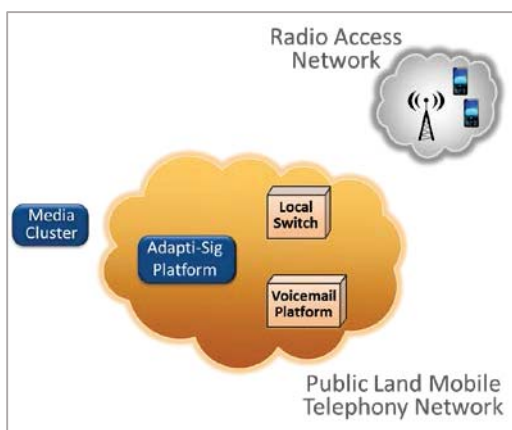 Radio Access
Network
Media
Cluster
Adapti-Sig
Platform
Local
Switch
Voicemail
Platform
Public Land Mobile
Telephony Network